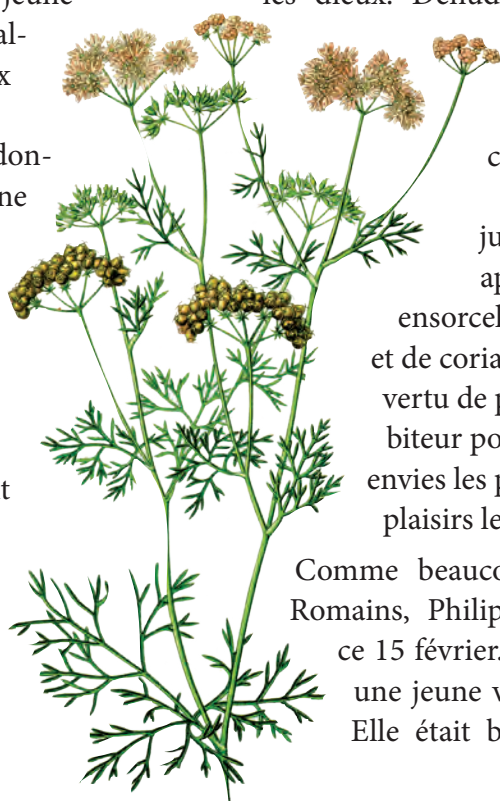 jeune
al-
x
don-
ne
t
les dieux. Dénud
c
ju
ap
ensorcel
et de coria
vertu de p
biteur po
envies les p
plaisirs le
Comme beauco
Romains, Philip
ce 15 février.
une jeune v
Elle était b